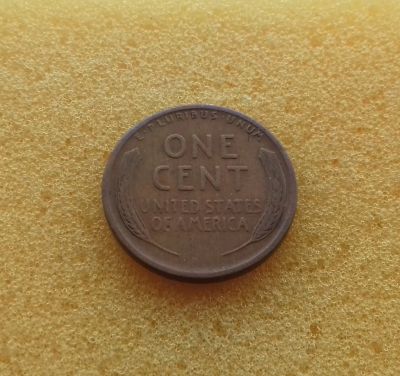 E·PLURIBUS·UNUM
ONE
CENT
UNITED STATES
OF AMERICA